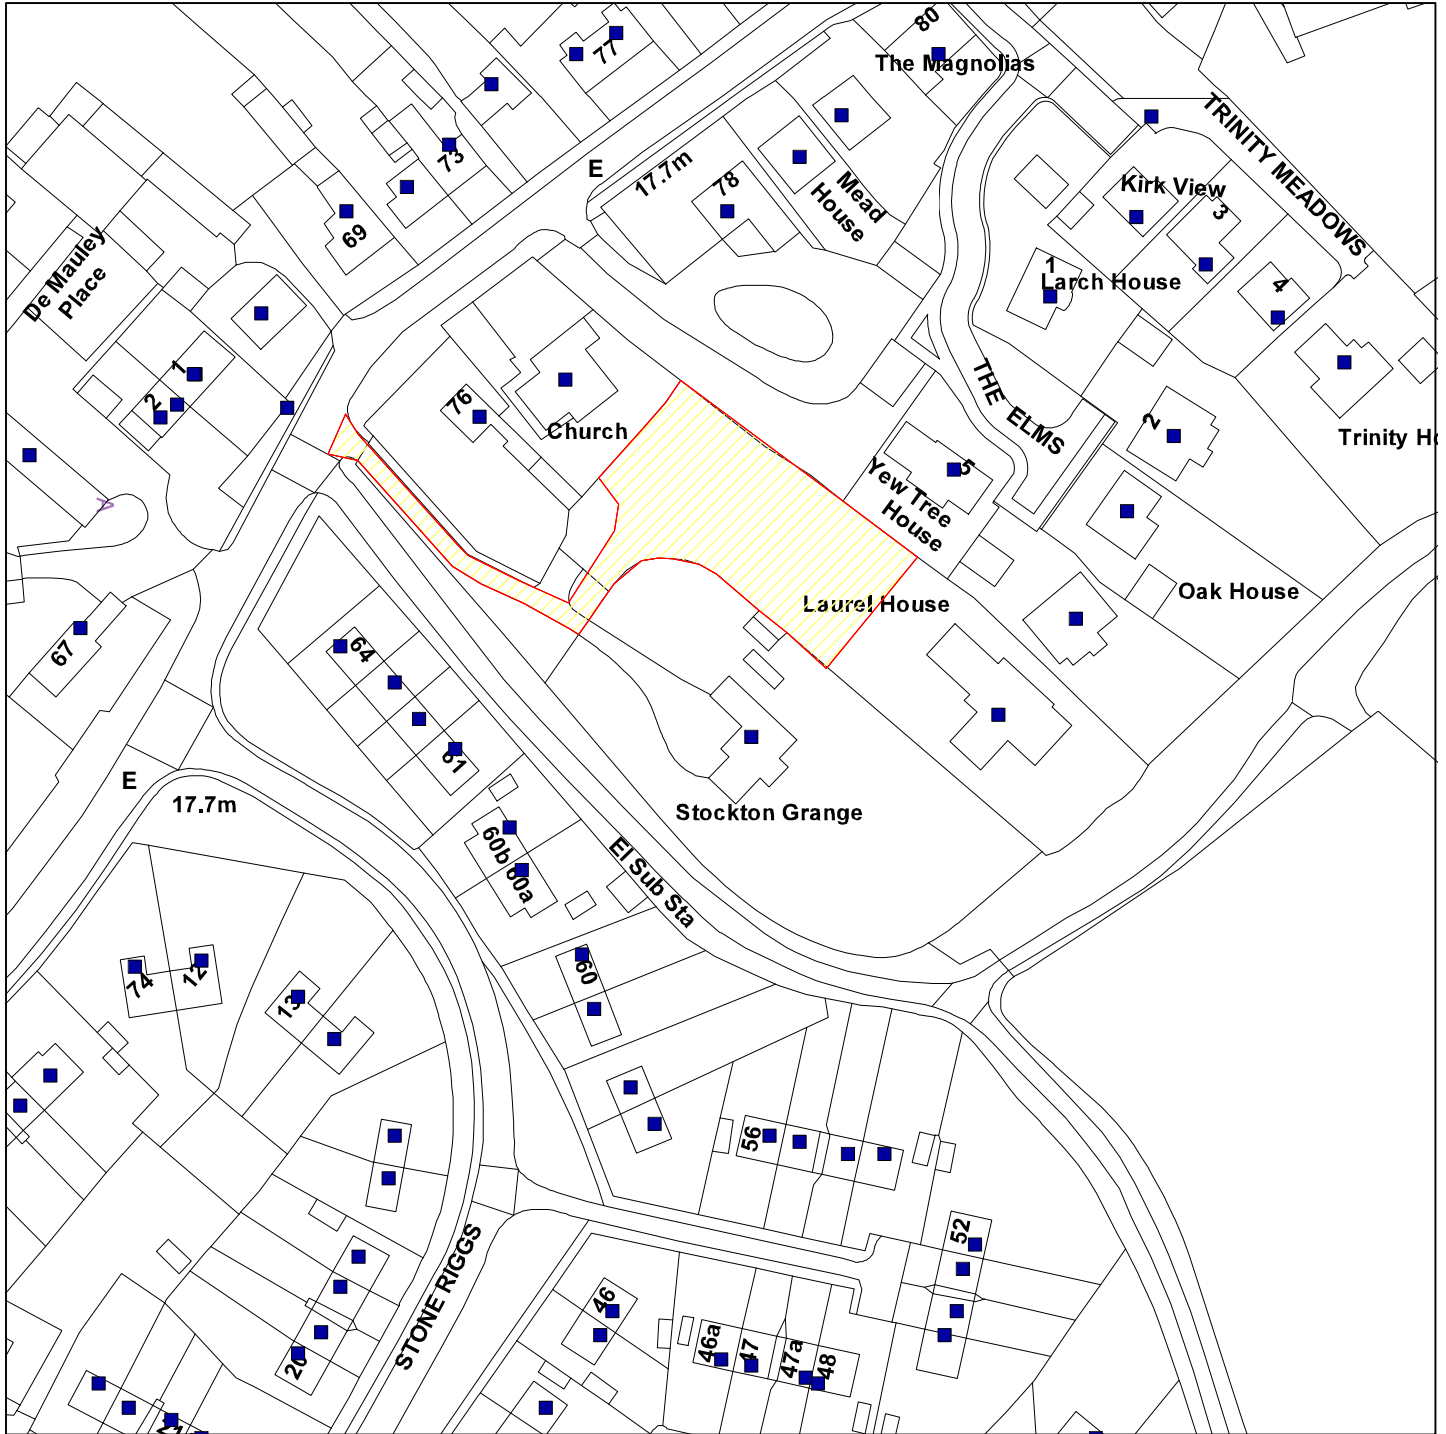 80
77
The Magnolias
TRINITY MEADOWS
73
E
17.7m
78
Mead
House
Kirk View
3
69
De Mauley
Place
1
Larch House
4
1
2
76
Church
THE ELMS
2
Trinity Ho
5
Yew Tree
House
A
Laurel House
Oak House
67
64
61
E
17.7m
Stockton Grange
60b
60a
El Sub Sta
74
12
13
60
56
52
STONE RIGGS
46
46a
47
47a
48
20